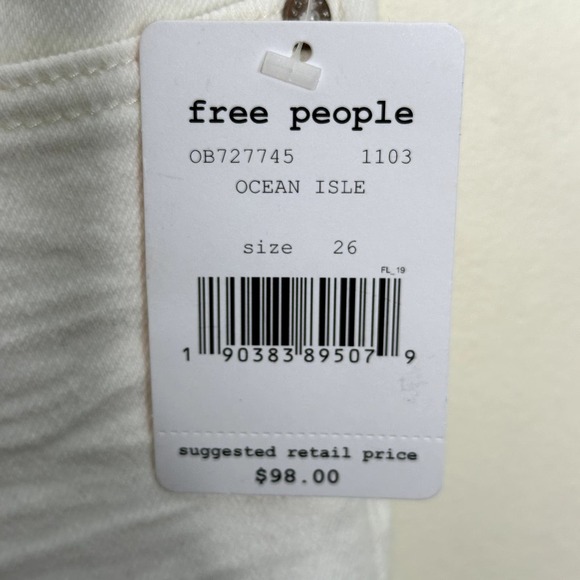 free people
OB727745 1103
OCEAN ISLE
size 26
FL_19
1 90383 89507 9
suggested retail price
$98.00